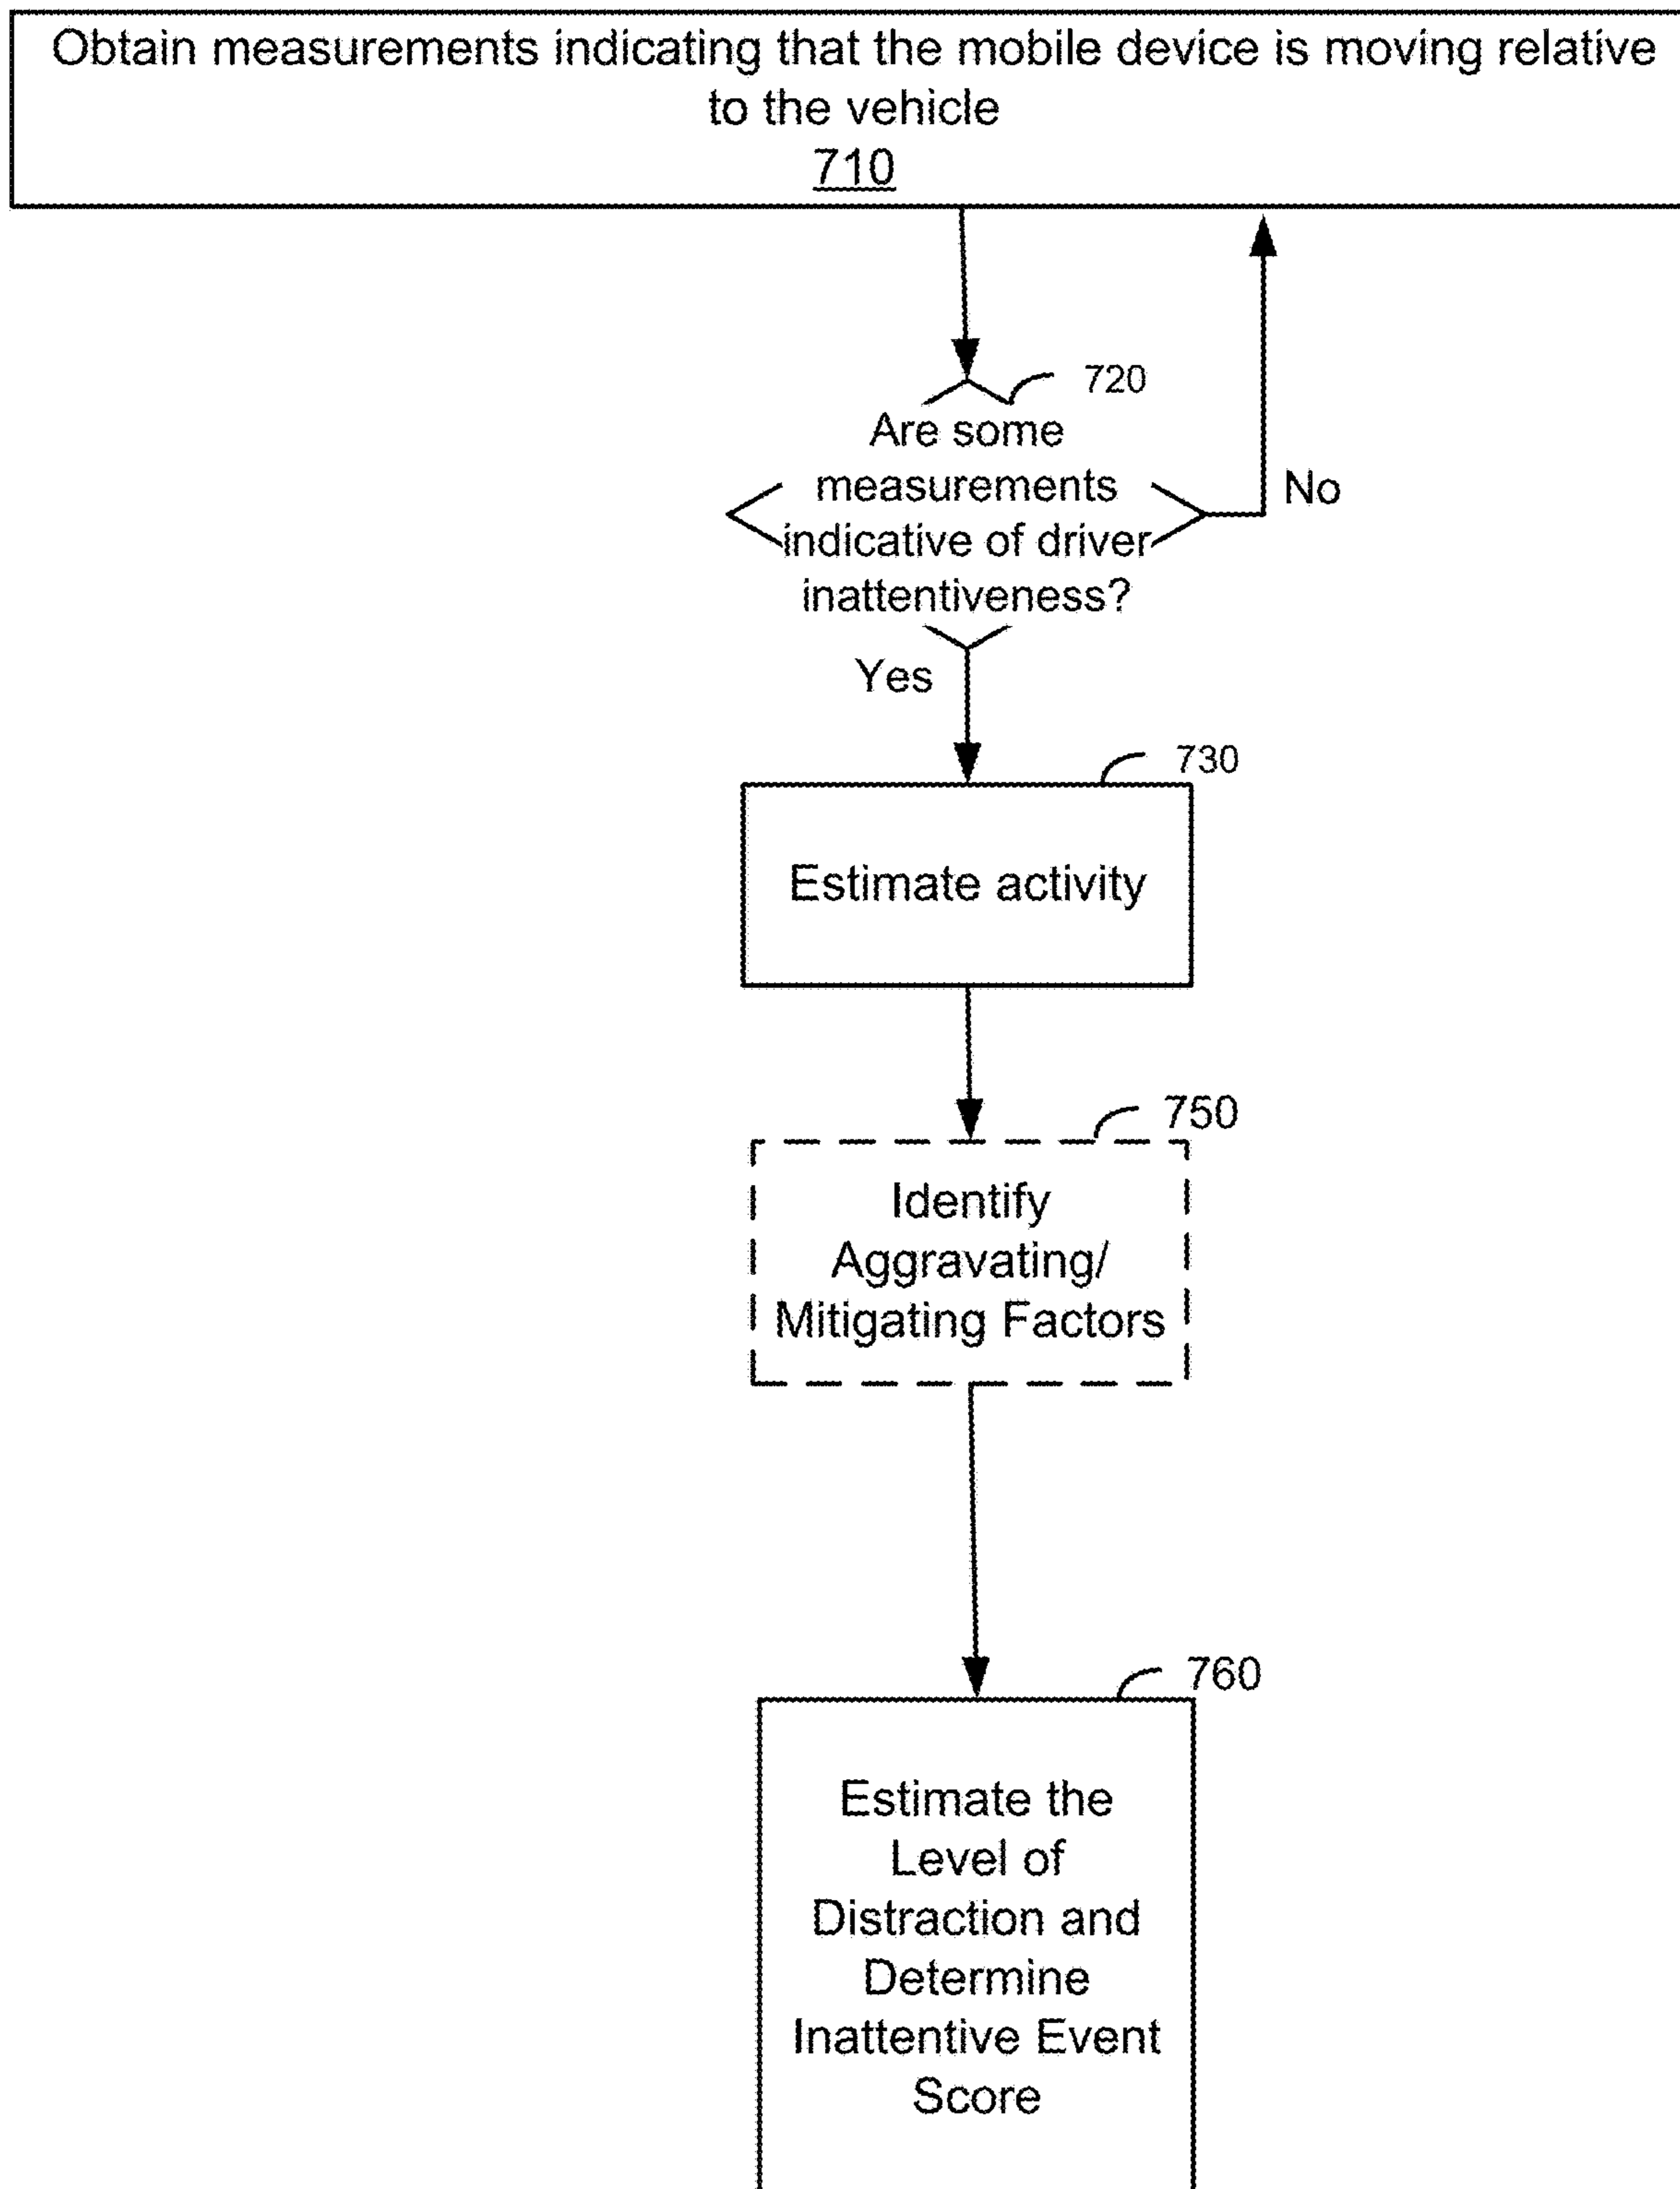 Obtain measurements indicating that the mobile device is moving relative
to the vehicle
710
720
Are some
measurements
indicative of driver
inattentiveness?
No
Yes
730
Estimate activity
750
Identify
Aggravating/
Mitigating Factors
760
Estimate the
Level of
Distraction and
Determine
Inattentive Event
Score